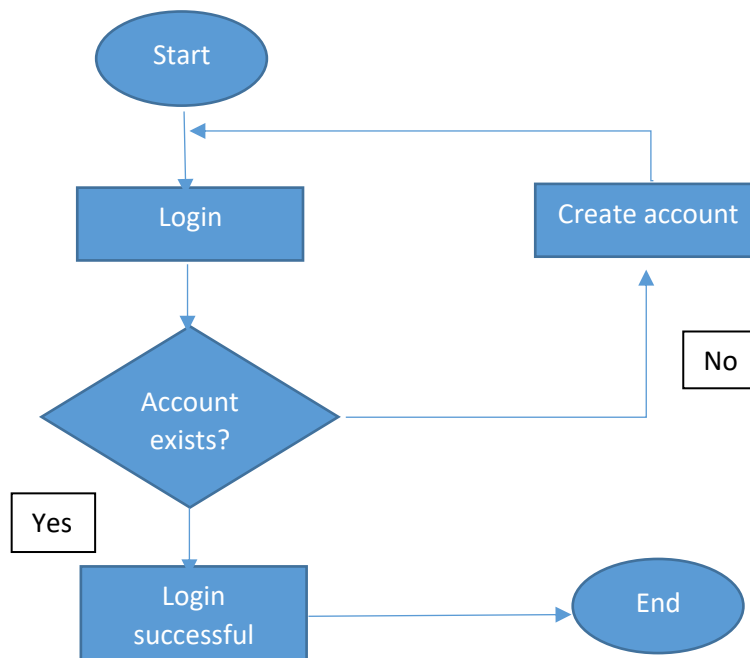 Start
Login
Create account
No
Account
exists?
Yes
Login
successful
End